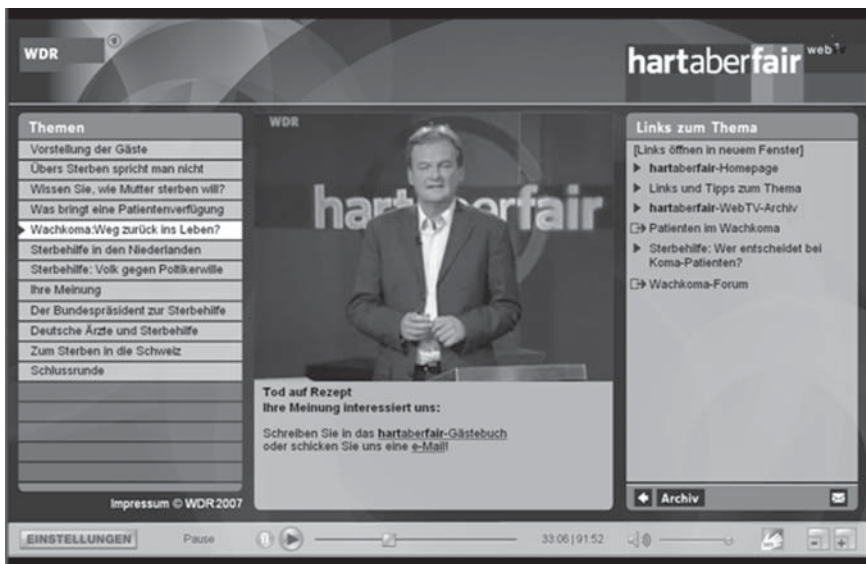 WDR
hartaberfair web
Themen
Vorstellung der Gäste
Übers Sterben spricht man nicht
Wissen Sie, wie Mutter sterben will?
Was bringt eine Patientenverfügung
Wachkoma:Weg zurück ins Leben?
Sterbehilfe in den Niederlanden
Sterbehilfe: Volk gegen Poltikerwille
Ihre Meinung
Der Bundespräsident zur Sterbehilfe
Deutsche Ärzte und Sterbehilfe
Zum Sterben in die Schweiz
Schlussrunde
Impressum © WDR 2007
WDR
hartaberfair
Tod auf Rezept
Ihre Meinung interessiert uns:
Schreiben Sie in das hartaberfair-Gästebuch
oder schicken Sie uns eine e-Mail!
Links zum Thema
[Links öffnen in neuem Fenster]
hartaberfair-Homepage
Links und Tipps zum Thema
hartaberfair-WebTV-Archiv
Patienten im Wachkoma
Sterbehilfe: Wer entscheidet bei
Koma-Patienten?
Wachkoma-Forum
Archiv
EINSTELLUNGEN
Pause
33:06|91:52